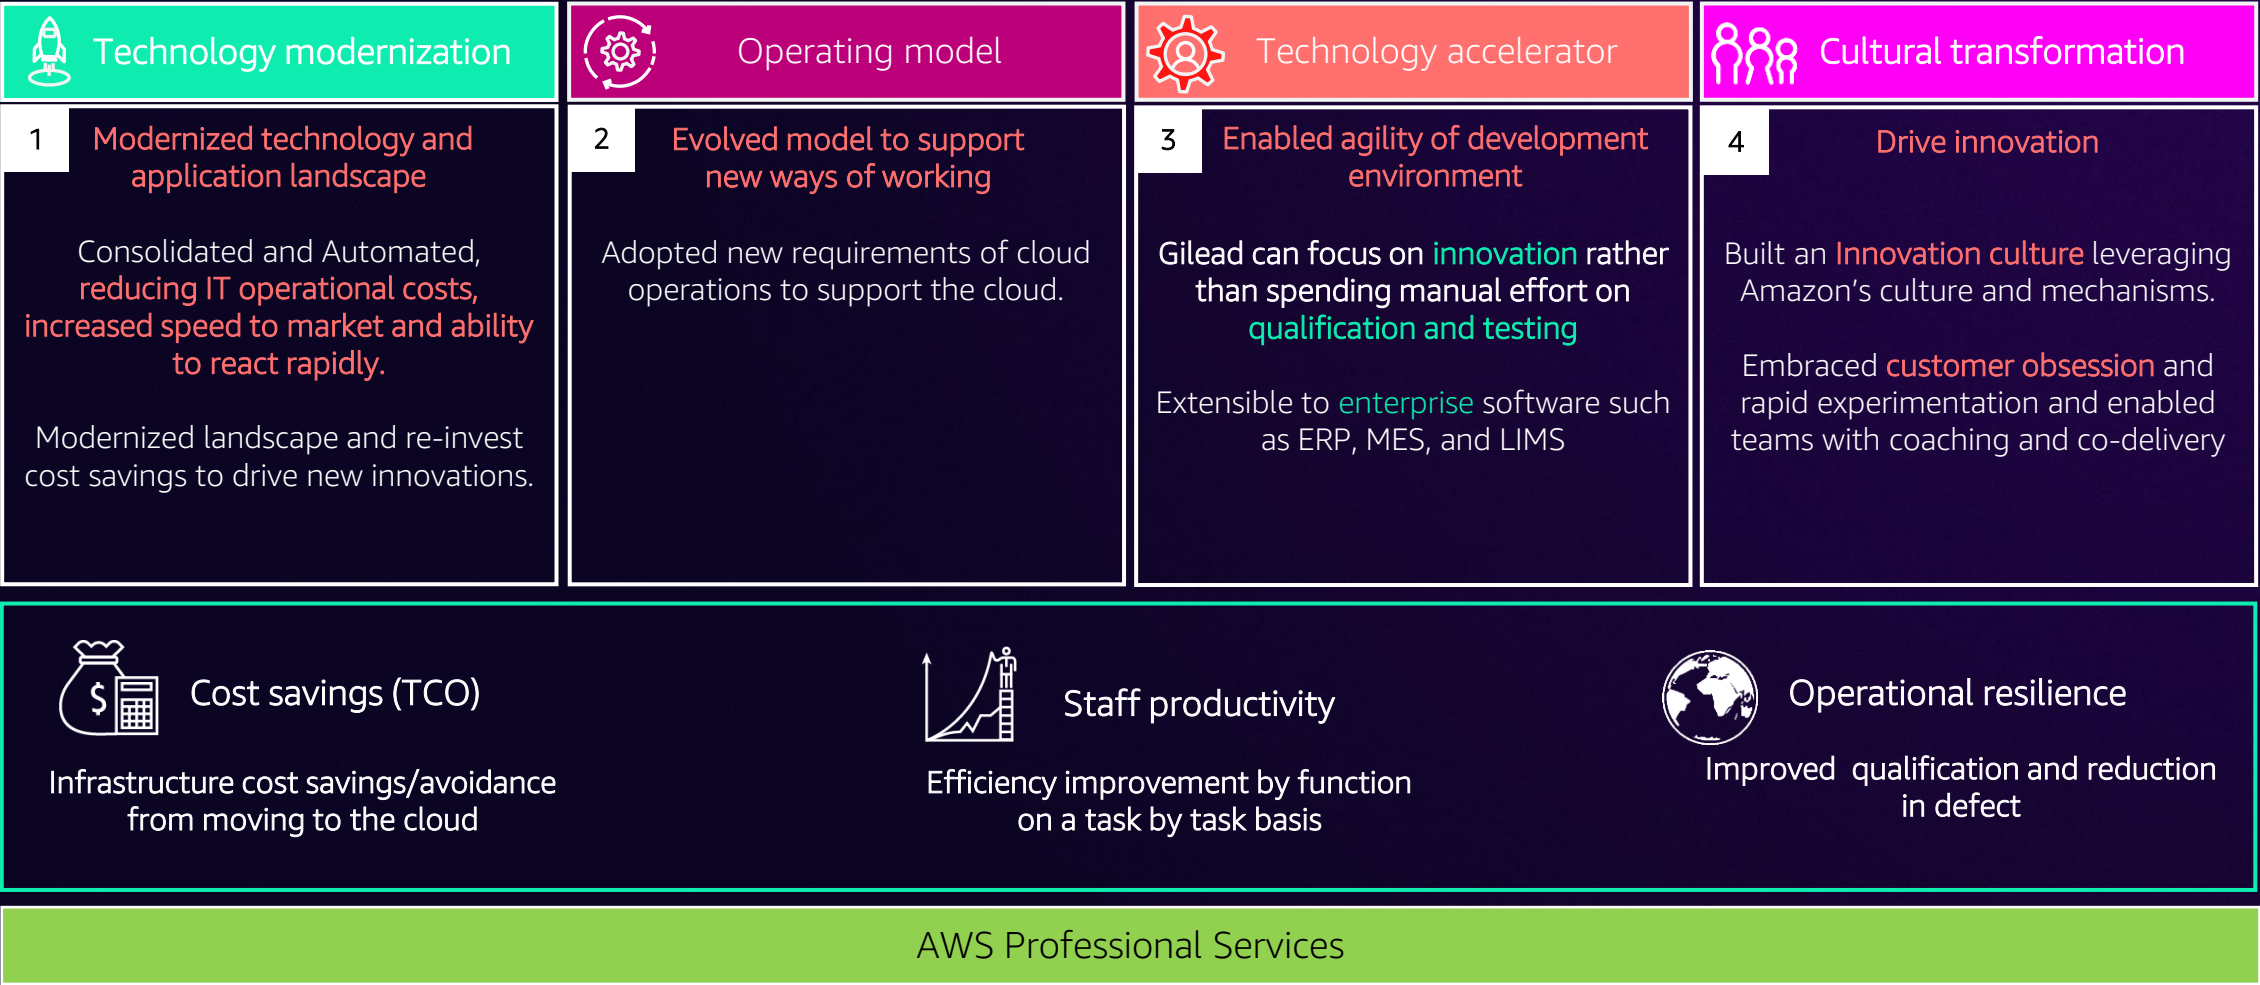 Technology modernization
Operating model
Technology accelerator
Cultural transformation
1
Modernized technology and
application landscape
Consolidated and Automated,
reducing IT operational costs,
increased speed to market and ability
to react rapidly.
Modernized landscape and re-invest
cost savings to drive new innovations.
2
Evolved model to support
new ways of working
Adopted new requirements of cloud
operations to support the cloud.
3
Enabled agility of development
environment
Gilead can focus on innovation rather
than spending manual effort on
qualification and testing
Extensible to enterprise software such
as ERP, MES, and LIMS
4
Drive innovation
Built an Innovation culture leveraging
Amazon’s culture and mechanisms.
Embraced customer obsession and
rapid experimentation and enabled
teams with coaching and co-delivery
$
Cost savings (TCO)
Infrastructure cost savings/avoidance
from moving to the cloud
Staff productivity
Efficiency improvement by function
on a task by task basis
Operational resilience
Improved  qualification and reduction
in defect
AWS Professional Services